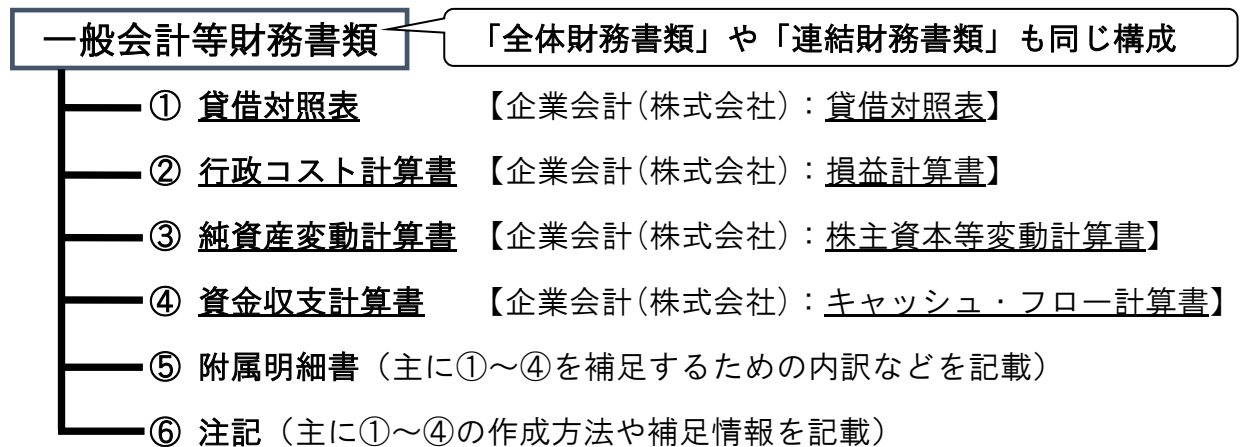 一般会計等財務書類
「全体財務書類」や「連結財務書類」も同じ構成
① 貸借対照表 【企業会計(株式会社)：貸借対照表】
② 行政コスト計算書 【企業会計(株式会社)：損益計算書】
③ 純資産変動計算書 【企業会計(株式会社)：株主資本等変動計算書】
④ 資金収支計算書 【企業会計(株式会社)：キャッシュ・フロー計算書】
⑤ 附属明細書（主に①～④を補足するための内訳などを記載）
⑥ 注記（主に①～④の作成方法や補足情報を記載）